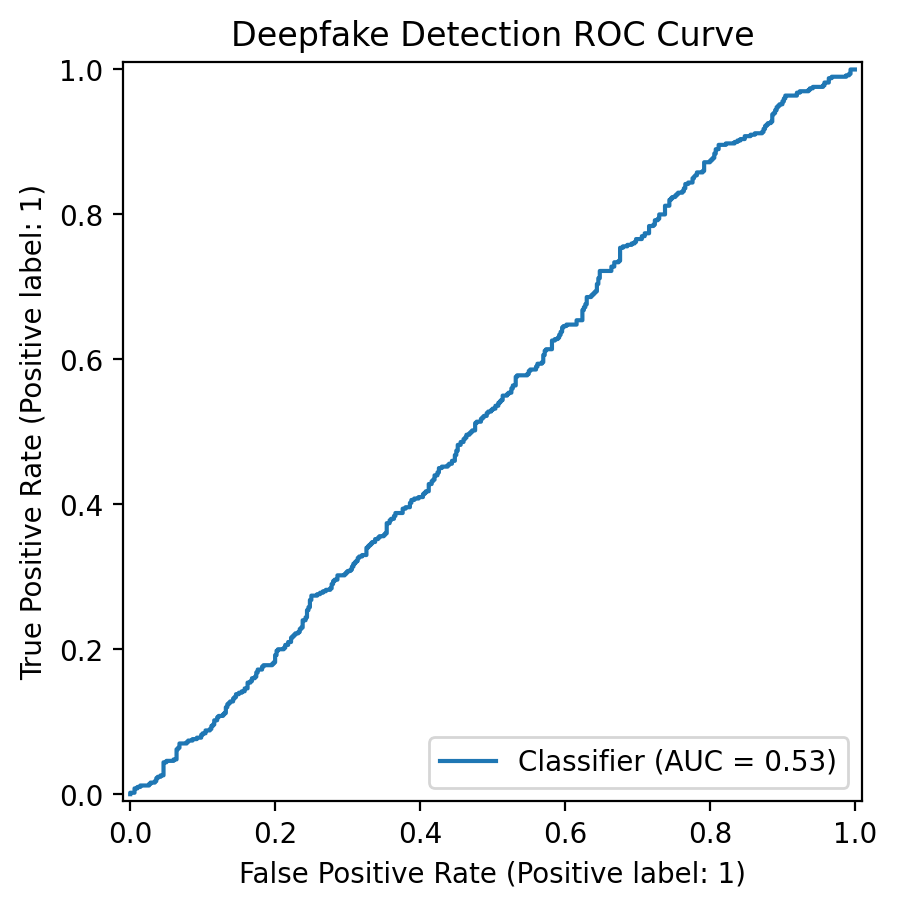 Deepfake Detection ROC Curve
1.0
0.8
0.6
0.4
0.2
0.0
True Positive Rate (Positive label: 1)
Classifier (AUC = 0.53)
0.0 0.2 0.4 0.6 0.8 1.0
False Positive Rate (Positive label: 1)